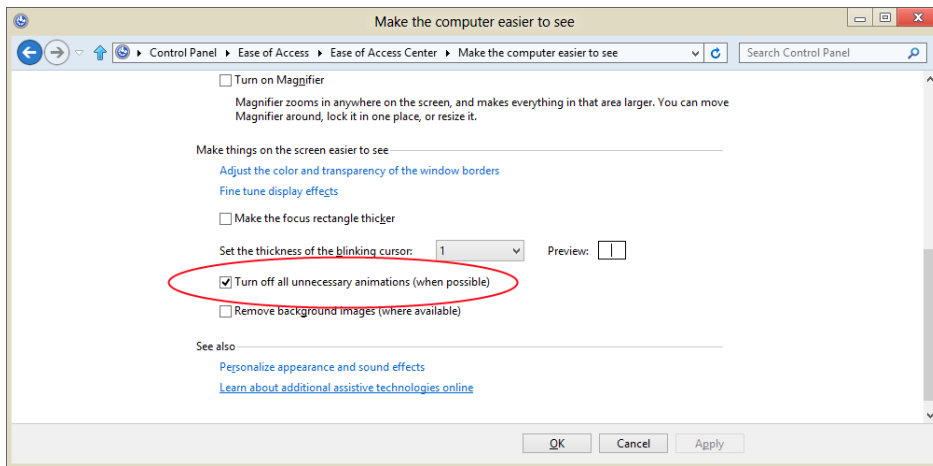 Make the computer easier to see
Control Panel Ease of Access Ease of Access Center Make the computer easier to see
Search Control Panel
Turn on Magnifier
Magnifier zooms in anywhere on the screen, and makes everything in that area larger. You can move
Magnifier around, lock it in one place, or resize it.
Make things on the screen easier to see
Adjust the color and transparency of the window borders
Fine tune display effects
Make the focus rectangle thicker
Set the thickness of the blinking cursor: 1 Preview:
Turn off all unnecessary animations (when possible)
Remove background images (where available)
See also
Personalize appearance and sound effects
Learn about additional assistive technologies online
OK Cancel Apply